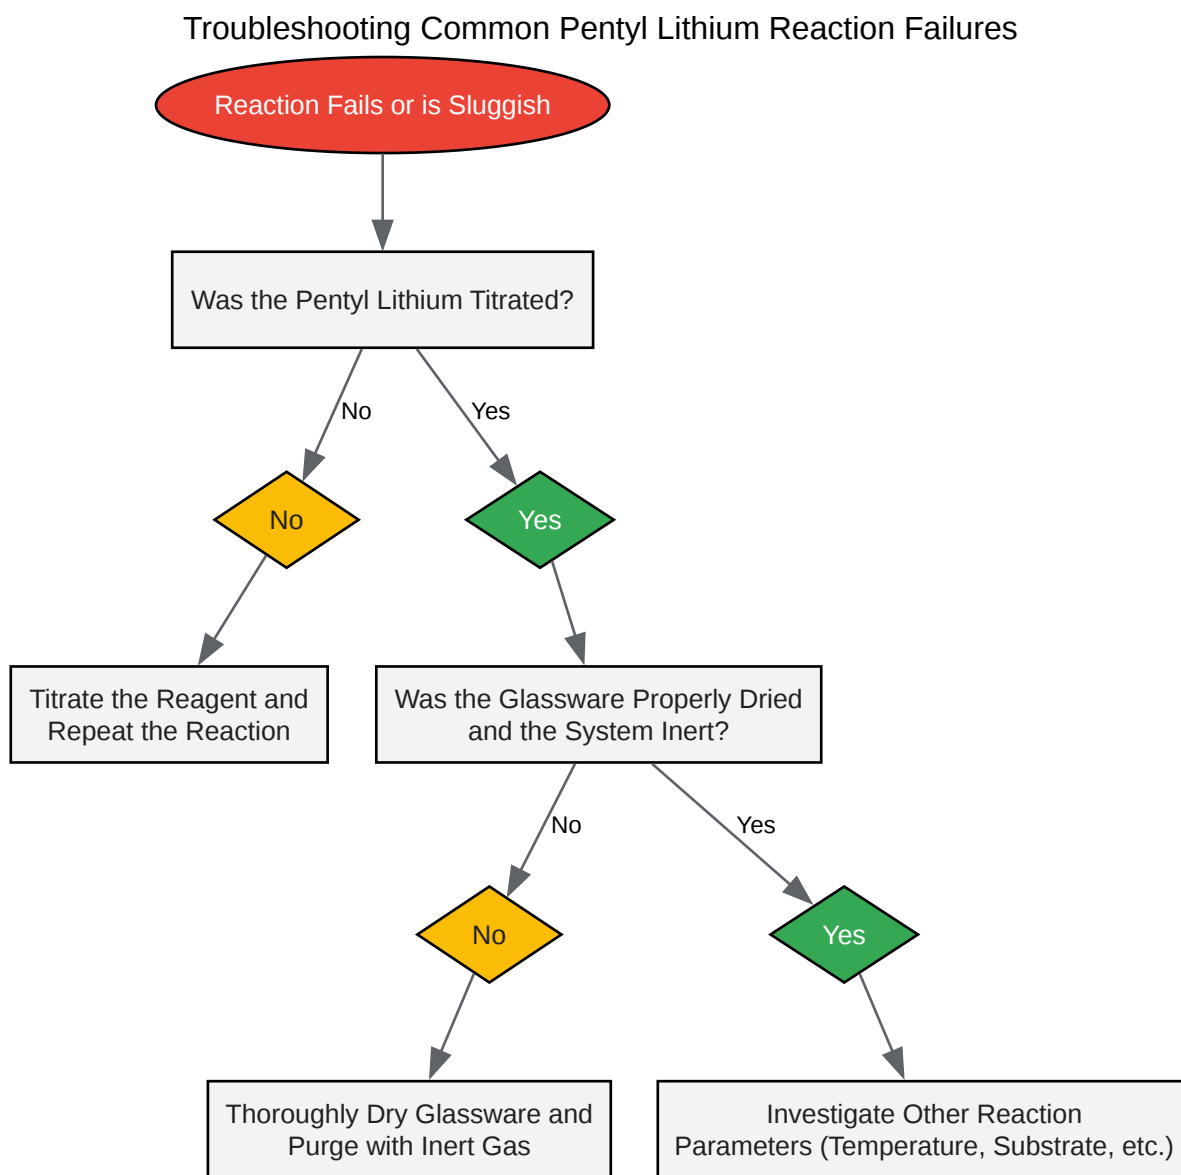 Troubleshooting Common Pentyl Lithium Reaction Failures
Reaction Fails or is Sluggish
Was the Pentyl Lithium Titrated?
No
Yes
No
Yes
Titrate the Reagent and
Repeat the Reaction
Was the Glassware Properly Dried
and the System Inert?
No
Yes
No
Yes
Thoroughly Dry Glassware and
Purge with Inert Gas
Investigate Other Reaction
Parameters (Temperature, Substrate, etc.)